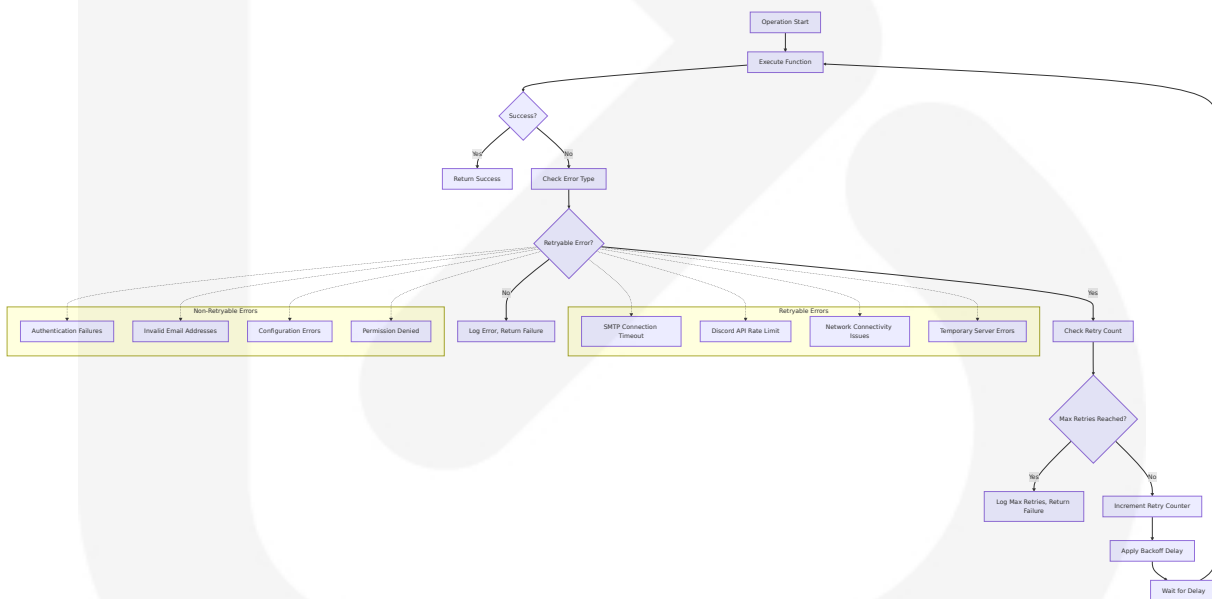 Operation Start
Execute Function
Success?
Yes
No
Return Success
Check Error Type
Retryable Error?
No
Yes
Non-Retryable Errors
Authentication Failures
Invalid Email Addresses
Configuration Errors
Permission Denied
Log Error, Return Failure
Retryable Errors
SMTP Connection
Timeout
Discord API Rate Limit
Network Connectivity
Issues
Temporary Server Errors
Check Retry Count
Max Retries Reached?
Yes
No
Log Max Retries, Return
Failure
Increment Retry Counter
Apply Backoff Delay
Wait for Delay